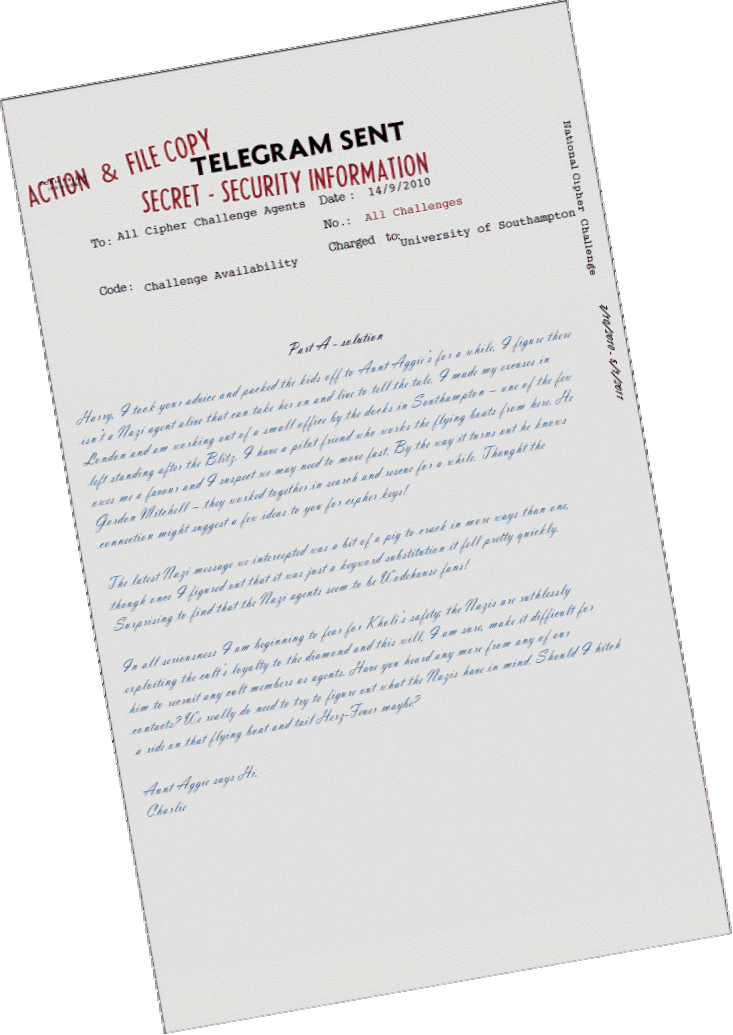 ACTION & FILE COPY
TELEGRAM SENT
SECRET - SECURITY INFORMATION
To: All Cipher Challenge Agents Date : 14/9/2010
No.: All Challenges
Code: Challenge Availability Charged to: University of Southampton
National Cipher Challenge
Part A - solution
Harry, I took your advice and packed the kids off to Aunt Aggie's for a while. I figure there
isn't a Nazi agent alive that can take her on and live to tell the tale. I made my excuses in
London and am working out of a small office by the docks in Southampton – one of the few
left standing after the Blitz. I have a pilot friend who works the flying boats from here. He
owes me a favour and I suspect we may need to move fast. By the way it turns out he knows
Gordon Mitchell – they worked together in search and rescue for a while. Thought the
connection might suggest a few ideas to you for cipher keys!
The latest Nazi message we intercepted was a bit of a pig to crack in more ways than one,
though once I figured out that it was just a keyword substitution it fell pretty quickly.
Surprising to find that the Nazi agents seem to be Wodehouse fans!
In all seriousness I am beginning to fear for Kholi's safety; the Nazis are ruthlessly
exploiting the cult's loyalty to the diamond and this will, I am sure, make it difficult for
him to recruit any cult members as agents. Have you heard any more from any of our
contacts? We really do need to try to figure out what the Nazis have in mind. Should I hitch
a ride on that flying boat and tail Herz-Feuer maybe?
Aunt Aggie says Hi,
Charlie